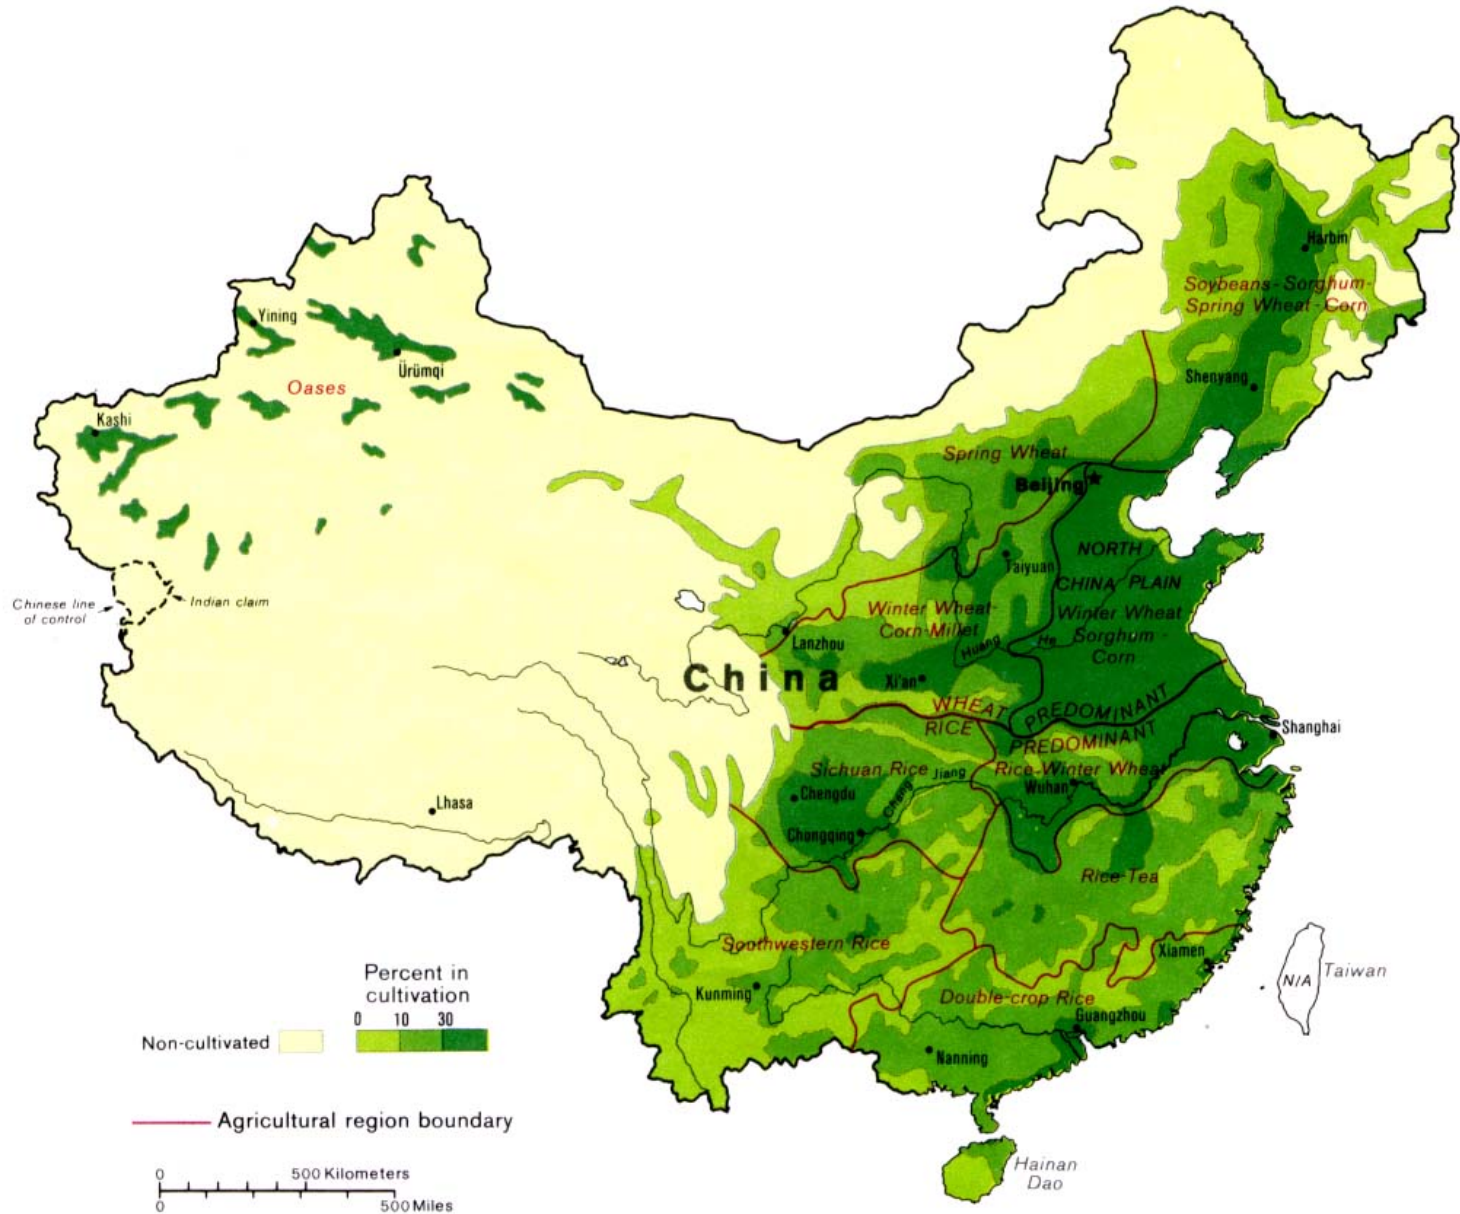 Harbin
Soybeans-Sorghum-
Spring Wheat-Corn
Yining
Ürümqi
Oases
Shenyang
Kashi
Spring Wheat
Beijing
NORTH
CHINA PLAIN
Taiyuan
Chinese line
of control
Indian claim
Winter Wheat-
Corn-Millet
Winter Wheat
Sorghum-
Corn
Lanzhou
Huang
He
China
Xi'an
WHEAT
PREDOMINANT
RICE
PREDOMINANT
Shanghai
Sichuan Rice
Jiang
Rice-Winter Wheat
Chengdu
Chang
Wuhan
Lhasa
Chongqing
Rice-Tea
Southwestern Rice
Xiamen
Kunming
Double-crop Rice
Guangzhou
N/A
Taiwan
Nanning
Hainan
Dao
Percent in
cultivation
0 10 30
Non-cultivated
Agricultural region boundary
0 500 Kilometers
0 500 Miles